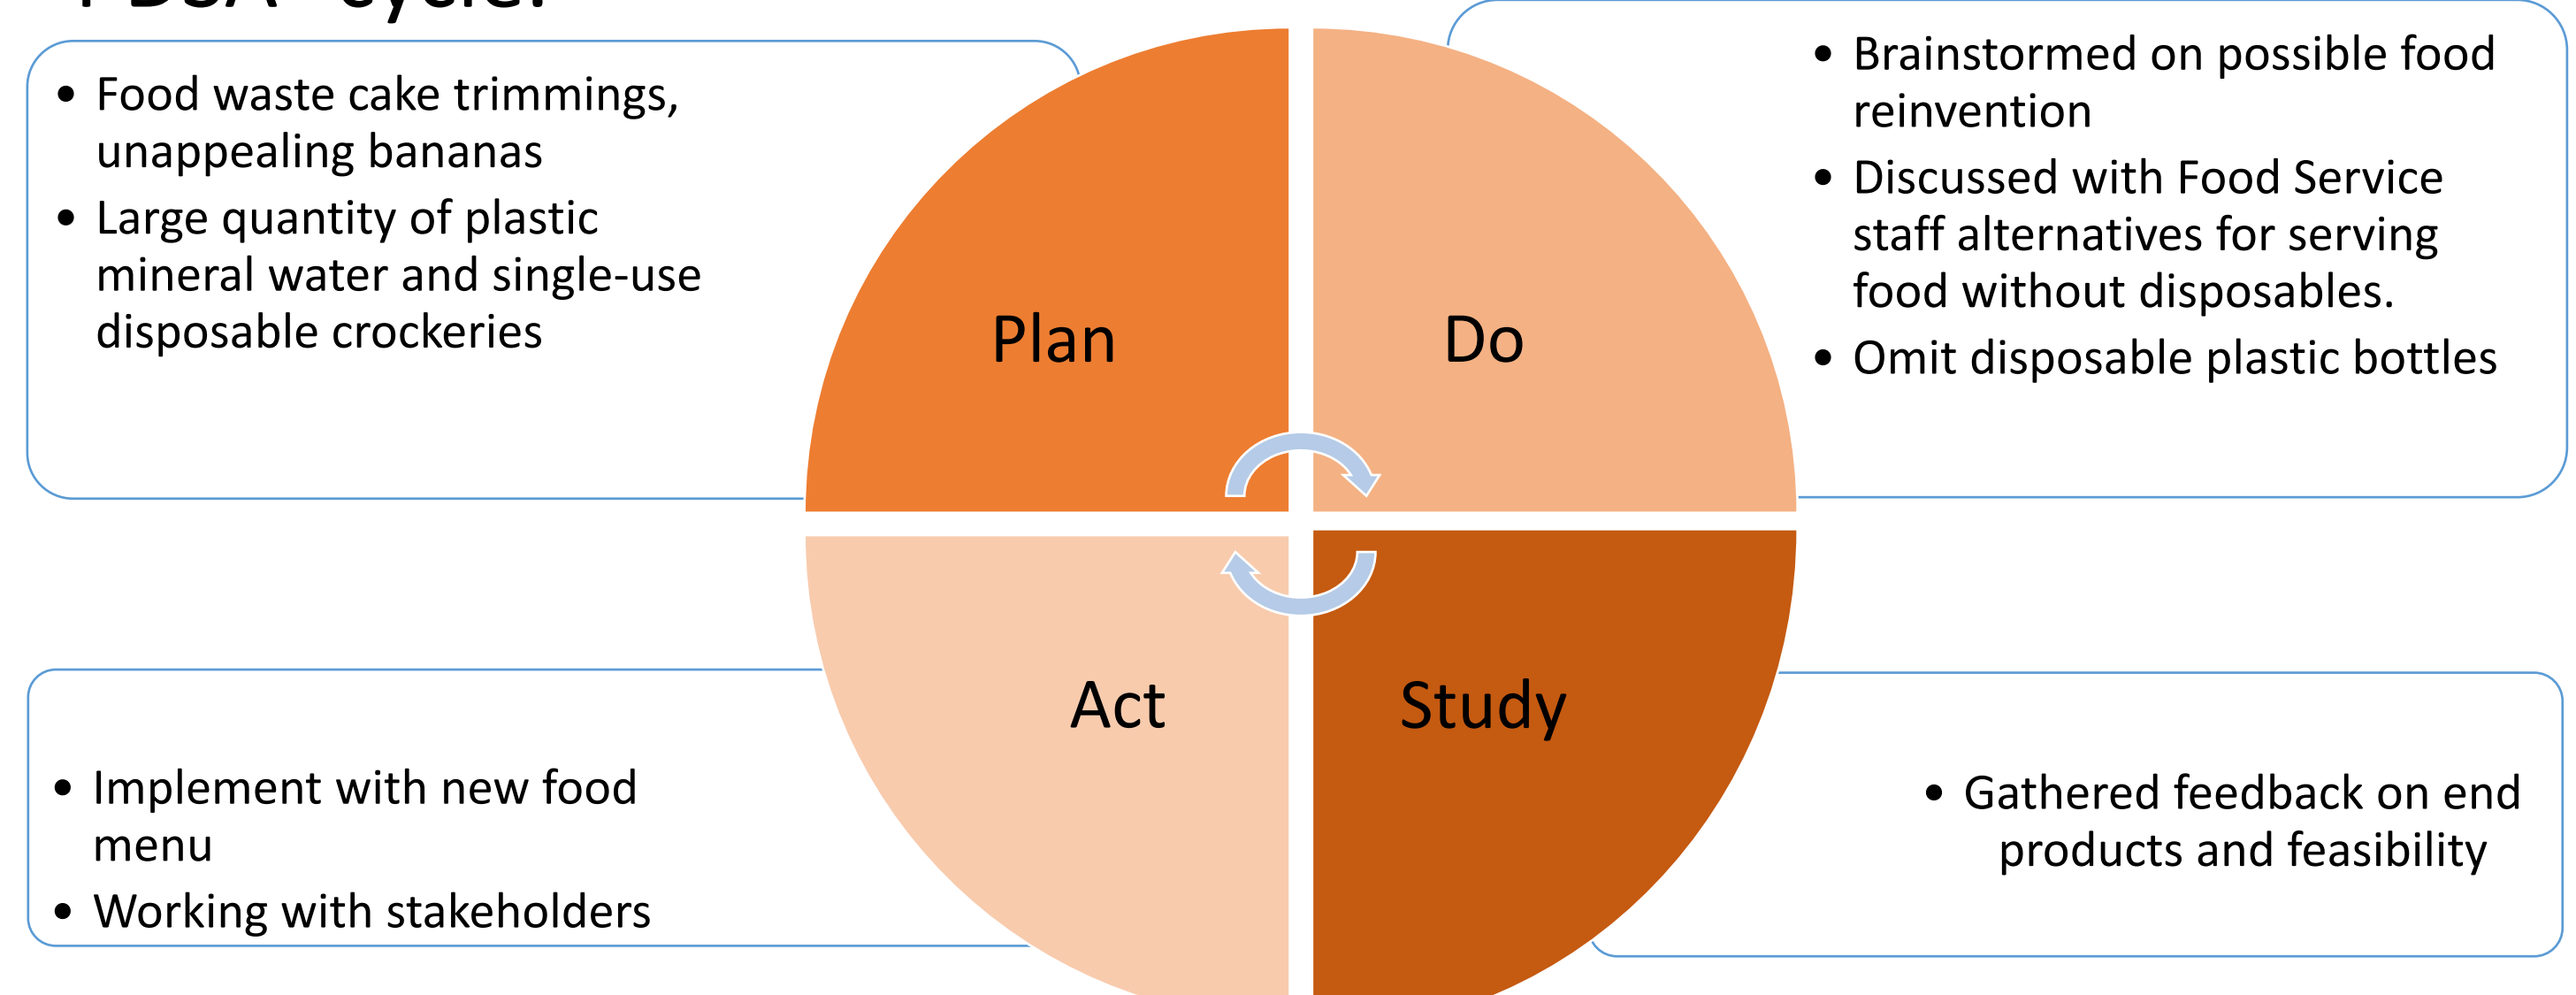 PDSA cycle:
• Food waste cake trimmings,
unappealing bananas
• Large quantity of plastic
mineral water and single-use
disposable crockeries
Plan
Do
• Brainstormed on possible food
reinvention
• Discussed with Food Service
staff alternatives for serving
food without disposables.
• Omit disposable plastic bottles
Act
Study
• Implement with new food
menu
• Working with stakeholders
• Gathered feedback on end
products and feasibility